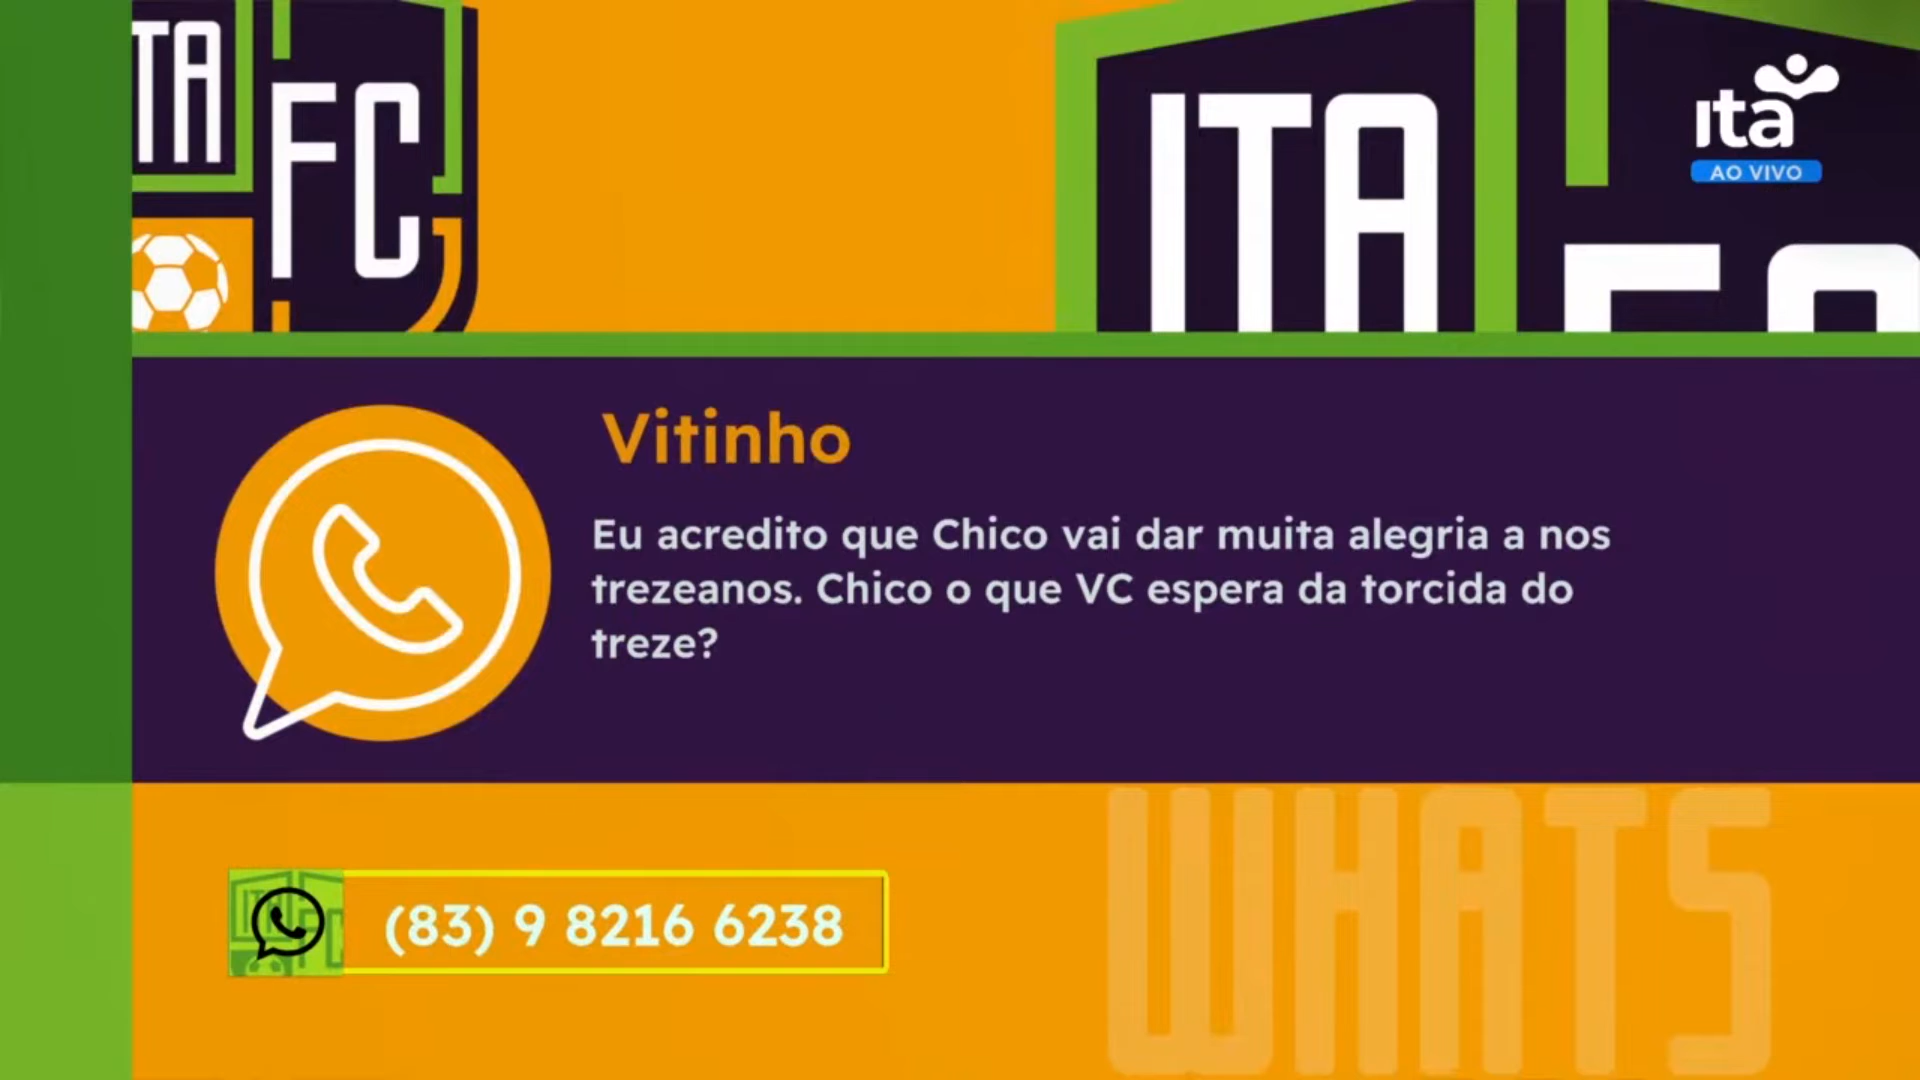 TA
FC
ITA
ita
AO VIVO
Vitinho
Eu acredito que Chico vai dar muita alegria a nos
trezeanos. Chico o que VC espera da torcida do
treze?
(83) 9 8216 6238
WHATS